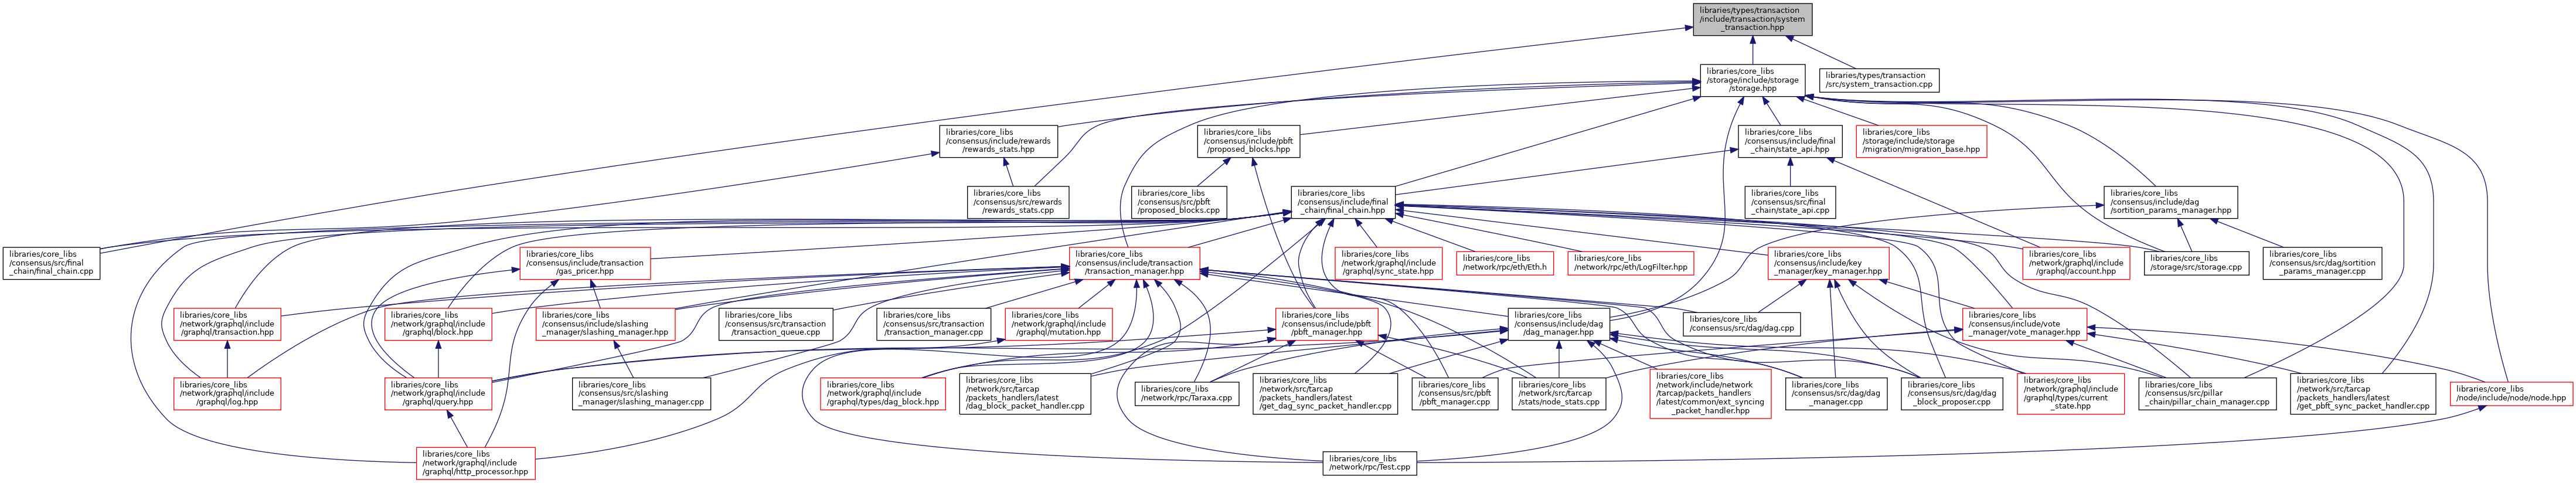 libraries/types/transaction
/include/transaction/system
_transaction.hpp
libraries/core_libs
/storage/include/storage
/storage.hpp
libraries/types/transaction
/src/system_transaction.cpp
libraries/core_libs
/consensus/include/rewards
/rewards_stats.hpp
libraries/core_libs
/consensus/include/pbft
/proposed_blocks.hpp
libraries/core_libs
/consensus/include/final
_chain/state_api.hpp
libraries/core_libs
/storage/include/storage
/migration/migration_base.hpp
libraries/core_libs
/consensus/src/rewards
/rewards_stats.cpp
libraries/core_libs
/consensus/src/pbft
/proposed_blocks.cpp
libraries/core_libs
/consensus/include/final
_chain/final_chain.hpp
libraries/core_libs
/consensus/src/final
_chain/state_api.cpp
libraries/core_libs
/consensus/include/dag
/sortition_params_manager.hpp
libraries/core_libs
/consensus/src/final
_chain/final_chain.cpp
libraries/core_libs
/consensus/include/transaction
/gas_pricer.hpp
libraries/core_libs
/consensus/include/transaction
/transaction_manager.hpp
libraries/core_libs
/network/graphql/include
/graphql/sync_state.hpp
libraries/core_libs
/network/rpc/eth/Eth.h
libraries/core_libs
/network/rpc/eth/LogFilter.hpp
libraries/core_libs
/consensus/include/key
_manager/key_manager.hpp
libraries/core_libs
/network/graphql/include
/graphql/account.hpp
libraries/core_libs
/storage/src/storage.cpp
libraries/core_libs
/consensus/src/dag/sortition
_params_manager.cpp
libraries/core_libs
/network/graphql/include
/graphql/transaction.hpp
libraries/core_libs
/network/graphql/include
/graphql/block.hpp
libraries/core_libs
/consensus/include/slashing
_manager/slashing_manager.hpp
libraries/core_libs
/consensus/src/transaction
/transaction_queue.cpp
libraries/core_libs
/consensus/src/transaction
/transaction_manager.cpp
libraries/core_libs
/network/graphql/include
/graphql/mutation.hpp
libraries/core_libs
/consensus/include/pbft
/pbft_manager.hpp
libraries/core_libs
/consensus/include/dag
/dag_manager.hpp
libraries/core_libs
/consensus/src/dag/dag.cpp
libraries/core_libs
/consensus/include/vote
_manager/vote_manager.hpp
libraries/core_libs
/network/graphql/include
/graphql/log.hpp
libraries/core_libs
/network/graphql/include
/graphql/query.hpp
libraries/core_libs
/consensus/src/slashing
_manager/slashing_manager.cpp
libraries/core_libs
/network/graphql/include
/graphql/types/dag_block.hpp
libraries/core_libs
/network/src/tarcap
/packets_handlers/latest
/dag_block_packet_handler.cpp
libraries/core_libs
/network/rpc/Taraxa.cpp
libraries/core_libs
/network/src/tarcap
/packets_handlers/latest
/get_dag_sync_packet_handler.cpp
libraries/core_libs
/consensus/src/pbft
/pbft_manager.cpp
libraries/core_libs
/network/src/tarcap
/stats/node_stats.cpp
libraries/core_libs
/network/include/network
/tarcap/packets_handlers
/latest/common/ext_syncing
_packet_handler.hpp
libraries/core_libs
/consensus/src/dag/dag
_manager.cpp
libraries/core_libs
/consensus/src/dag/dag
_block_proposer.cpp
libraries/core_libs
/network/graphql/include
/graphql/types/current
_state.hpp
libraries/core_libs
/consensus/src/pillar
_chain/pillar_chain_manager.cpp
libraries/core_libs
/network/src/tarcap
/packets_handlers/latest
/get_pbft_sync_packet_handler.cpp
libraries/core_libs
/node/include/node/node.hpp
libraries/core_libs
/network/graphql/include
/graphql/http_processor.hpp
libraries/core_libs
/network/rpc/Test.cpp